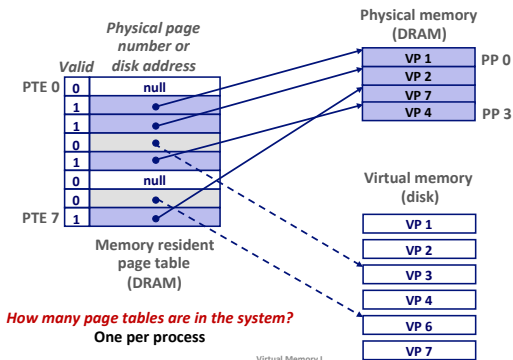 Physical page
number or
disk address
Valid
PTE 0
0
null
1
1
0
1
0
null
0
PTE 7
1
Memory resident
page table
(DRAM)
Physical memory
(DRAM)
VP 1
PP 0
VP 2
VP 7
VP 4
PP 3
Virtual memory
(disk)
VP 1
VP 2
VP 3
VP 4
VP 6
VP 7
How many page tables are in the system?
One per process
Virtual Memory I